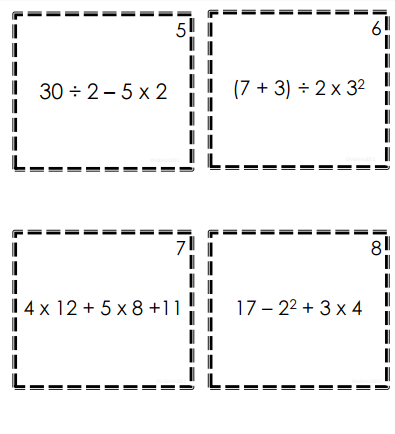 5
30 ÷ 2 – 5 x 2
6
(7 + 3) ÷ 2 x 3²
7
4 x 12 + 5 x 8 +11
8
17 – 2² + 3 x 4